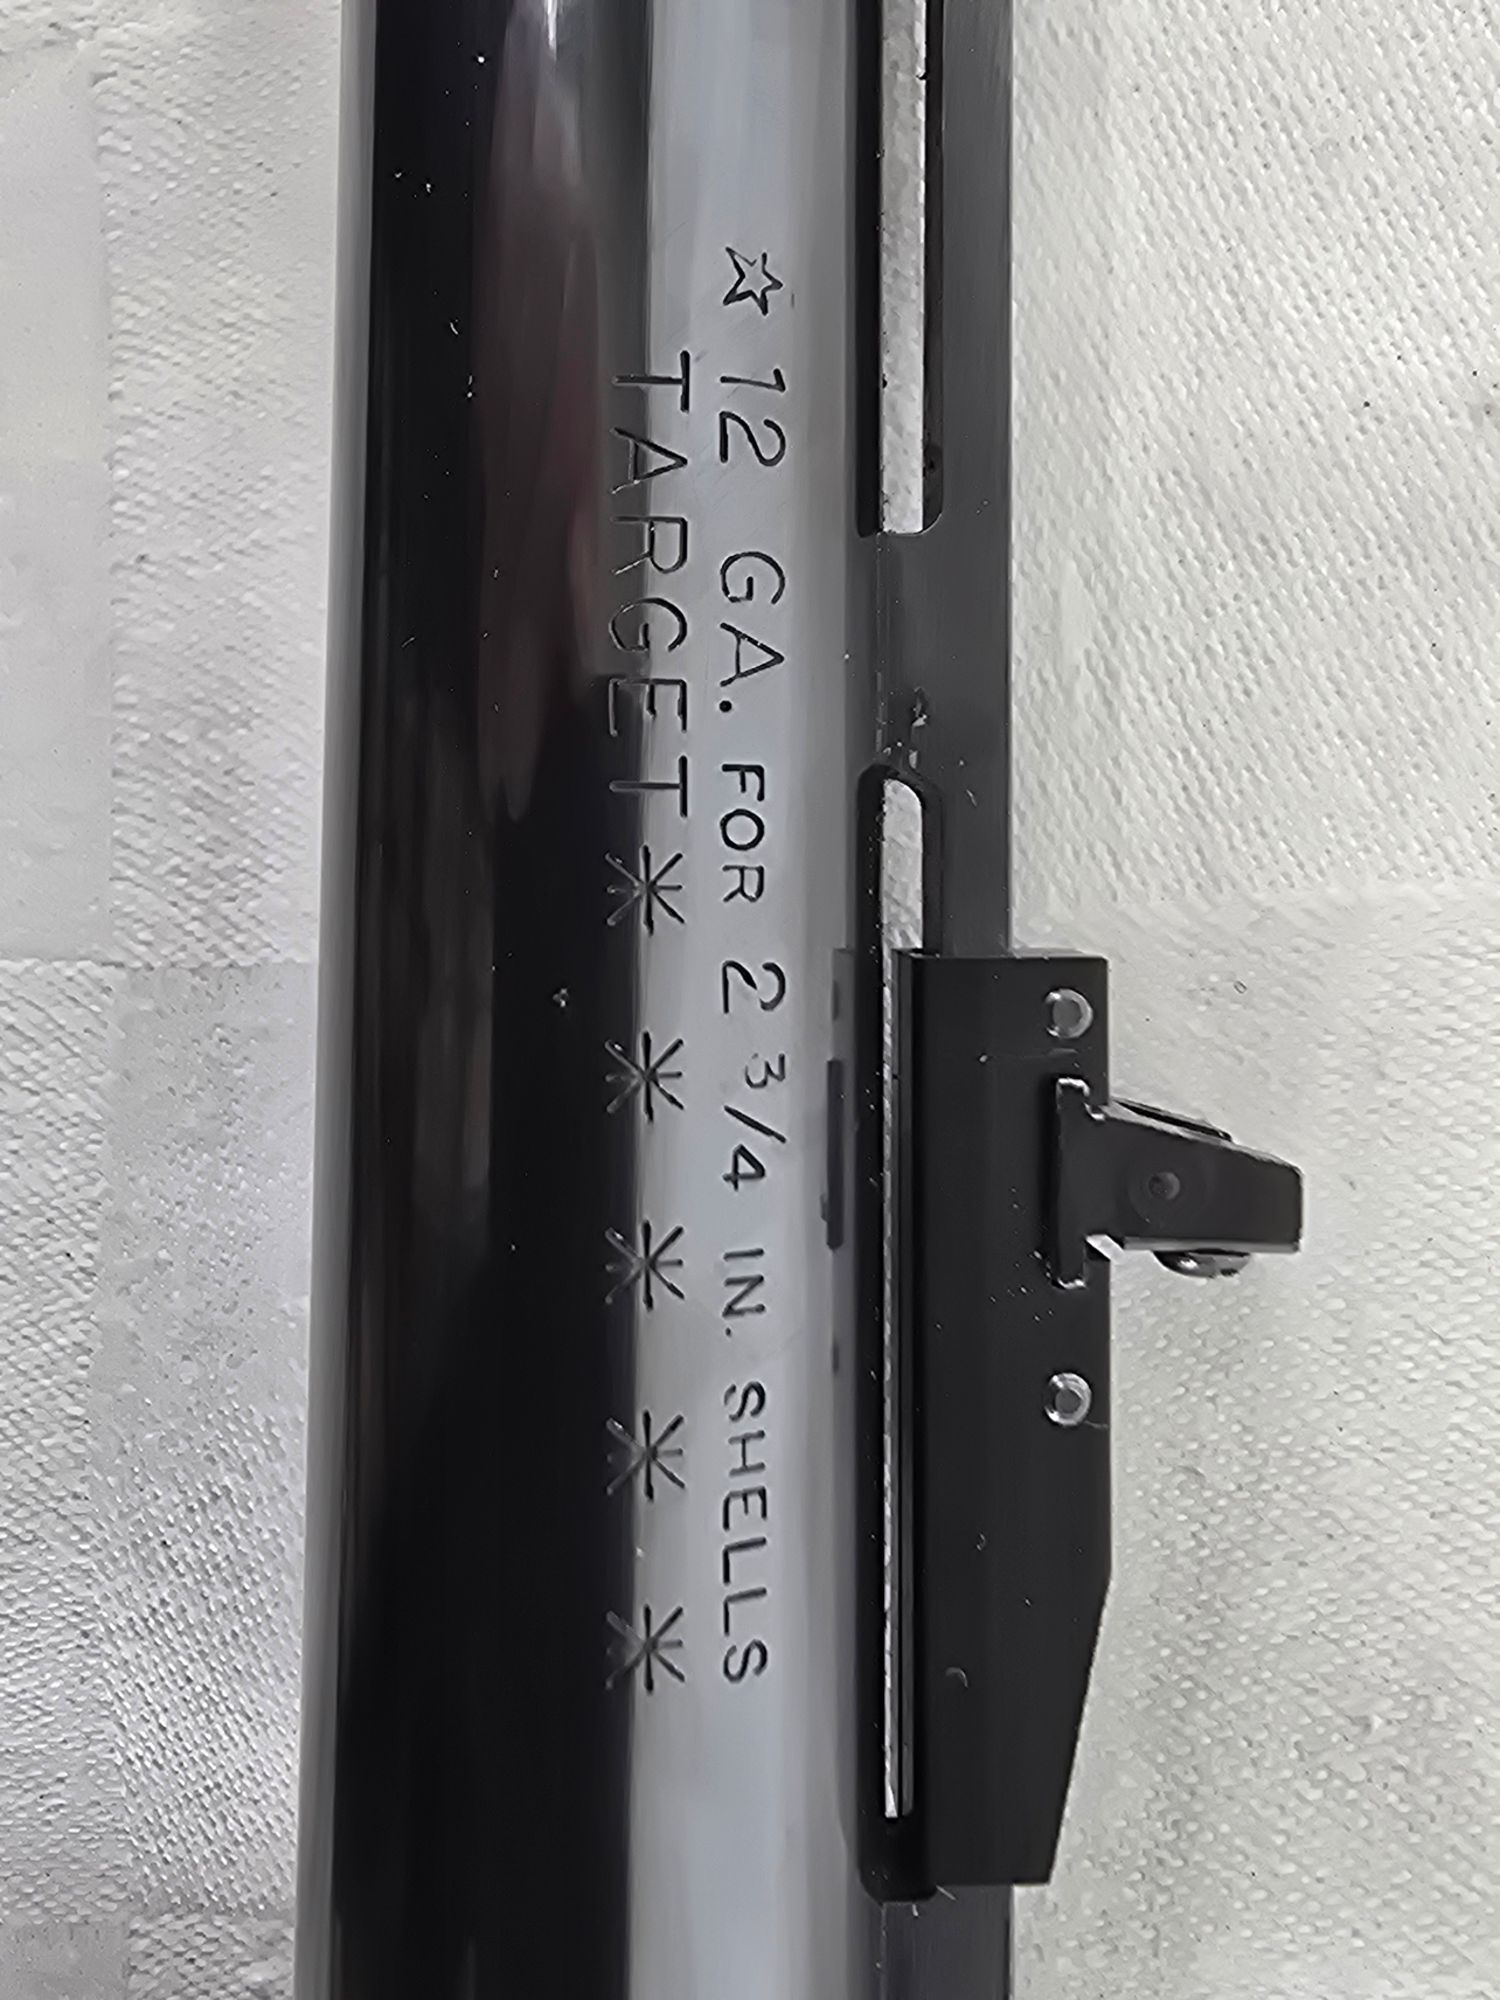 ☆12 GA. FOR 2 3/4 IN. SHELLS
TARGET*****